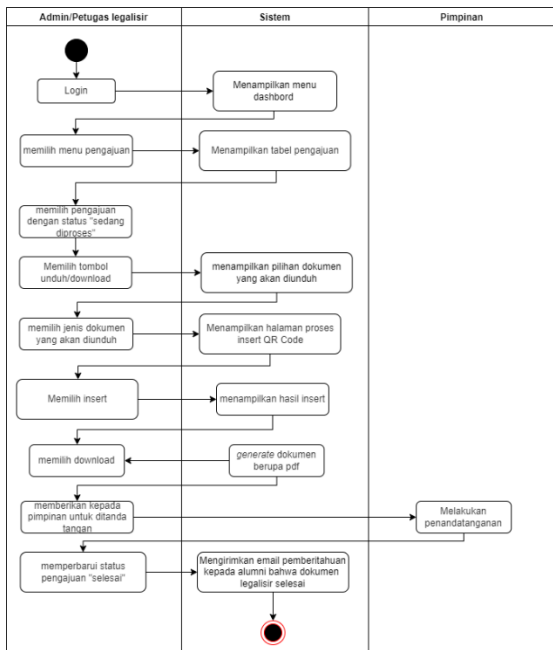 Admin/Petugas legalisir
Sistem
Pimpinan
Login
Menampilkan menu
dashbord
memilih menu pengajuan
Menampilkan tabel pengajuan
memilih pengajuan
dengan status "sedang
diproses"
Memilih tombol
unduh/download
menampilkan pilihan dokumen
yang akan diunduh
memilih jenis dokumen
yang akan diunduh
Menampilkan halaman proses
insert QR Code
Memilih insert
menampilkan hasil insert
memilih download
generate dokumen
berupa pdf
memberikan kepada
pimpinan untuk ditanda
tangan
Melakukan
penandatanganan
memperbarui status
pengajuan "selesai"
Mengirimkan email pemberitahuan
kepada alumni bahwa dokumen
legalisir selesai